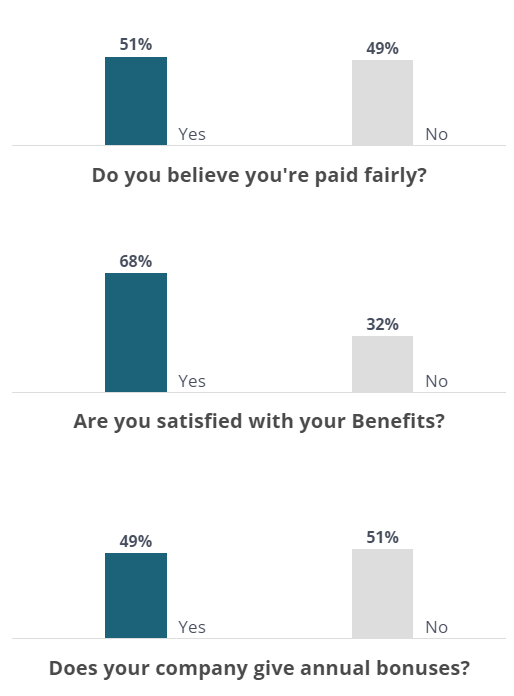 51%
49%
Yes
No
Do you believe you're paid fairly?
68%
32%
Yes
No
Are you satisfied with your Benefits?
49%
51%
Yes
No
Does your company give annual bonuses?